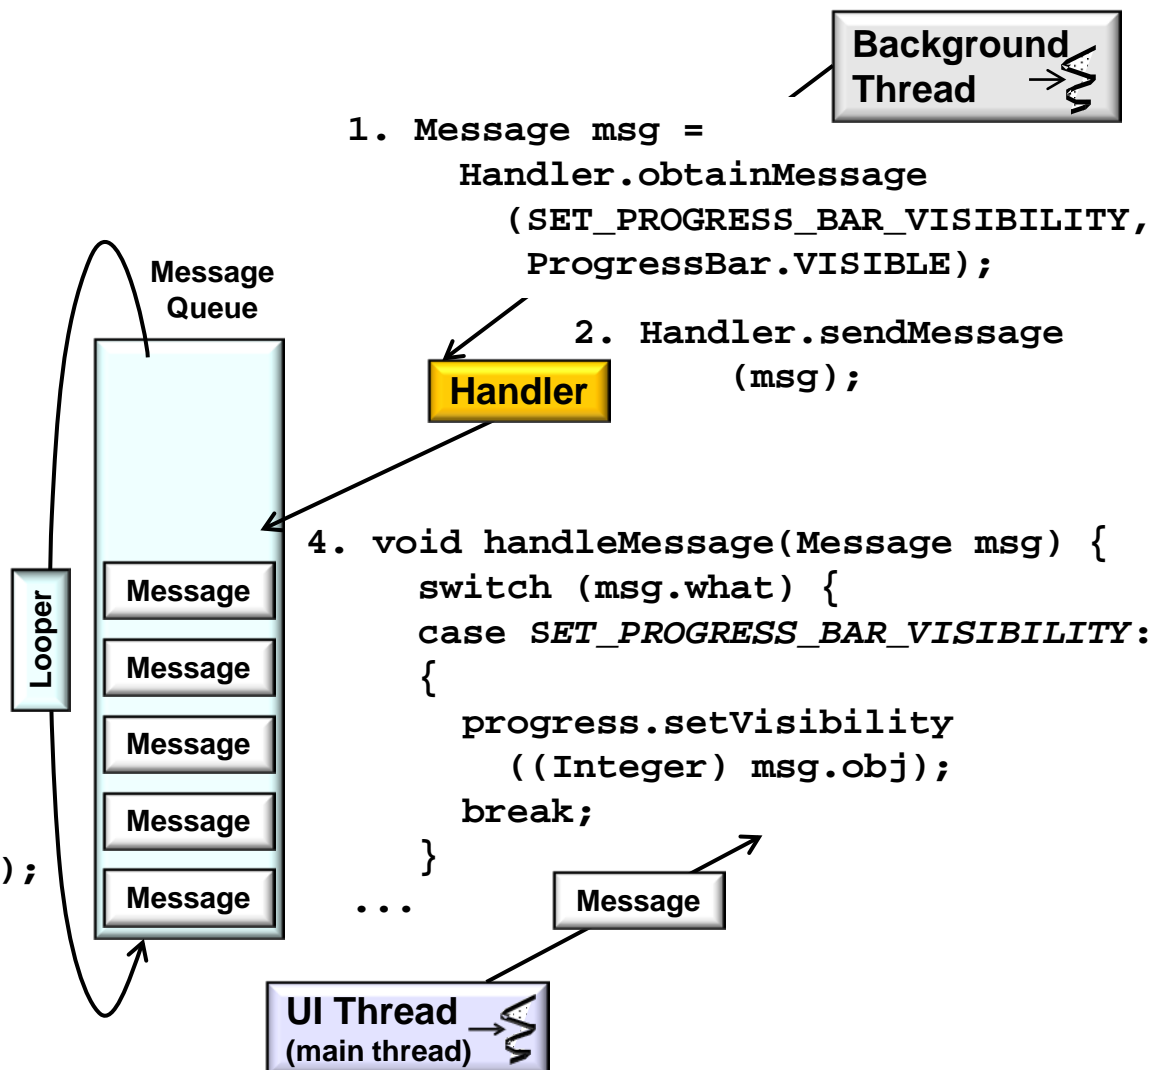 Background
Thread
1. Message msg =
Handler.obtainMessage
(SET_PROGRESS_BAR_VISIBILITY,
ProgressBar.VISIBLE);
Message
Queue
2. Handler.sendMessage
(msg);
Handler
4. void handleMessage(Message msg) {
switch (msg.what) {
case SET_PROGRESS_BAR_VISIBILITY:
{
progress.setVisibility
((Integer) msg.obj);
break;
}
...
Looper
Message
Message
Message
Message
Message
);
Message
UI Thread
(main thread)